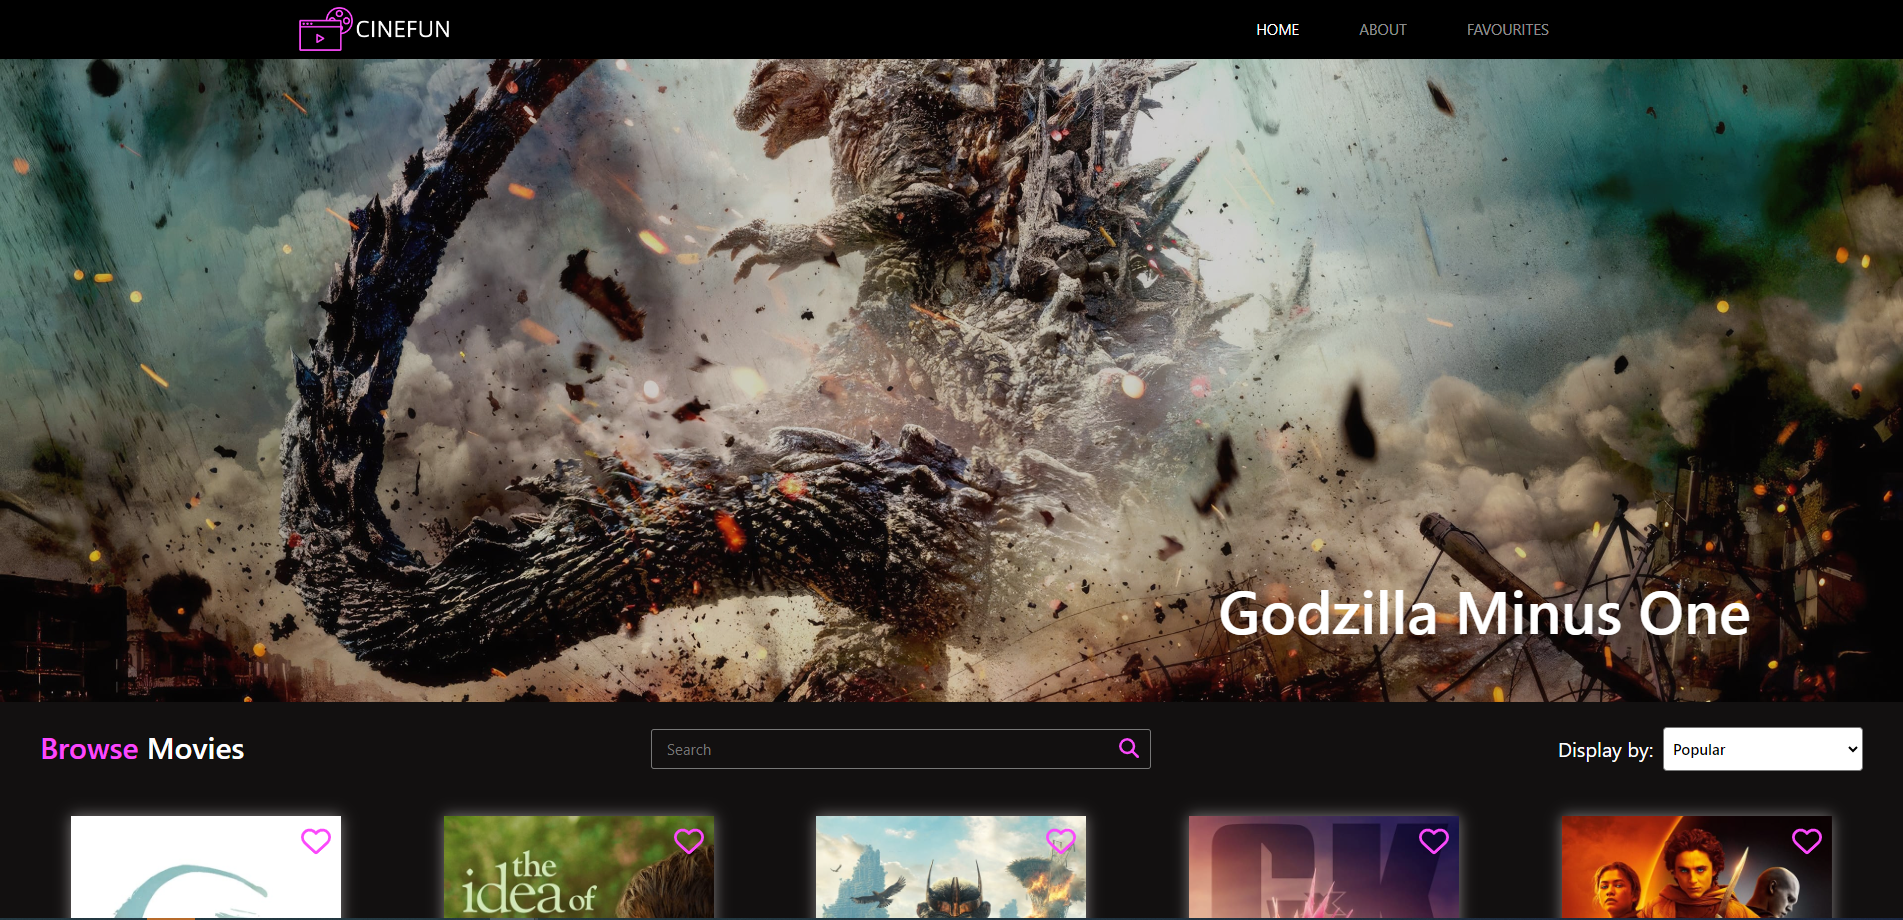 CINEFUN
HOME
ABOUT
FAVOURITES
Godzilla Minus One
Browse Movies
Search
Display by:
Popular
the
idea of